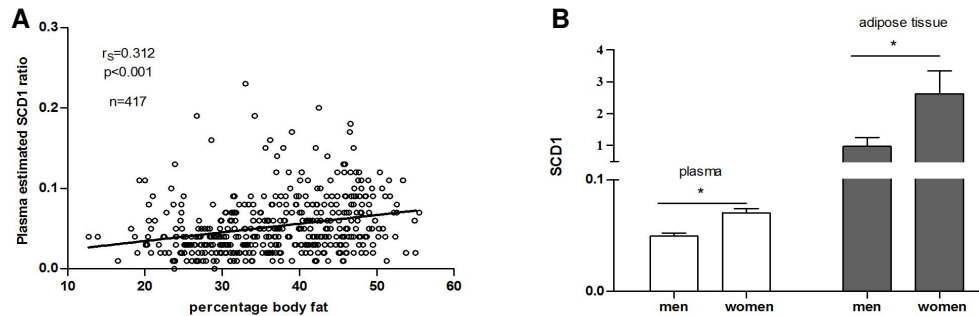 A
Plasma estimated SCD1 ratio
0.3
0.2
0.1
0.0
rS=0.312
p<0.001
n=417
10 20 30 40 50 60
percentage body fat
B
SCD1
4
3
2
1
0.1
0.0
plasma
*
adipose tissue
*
men women men women